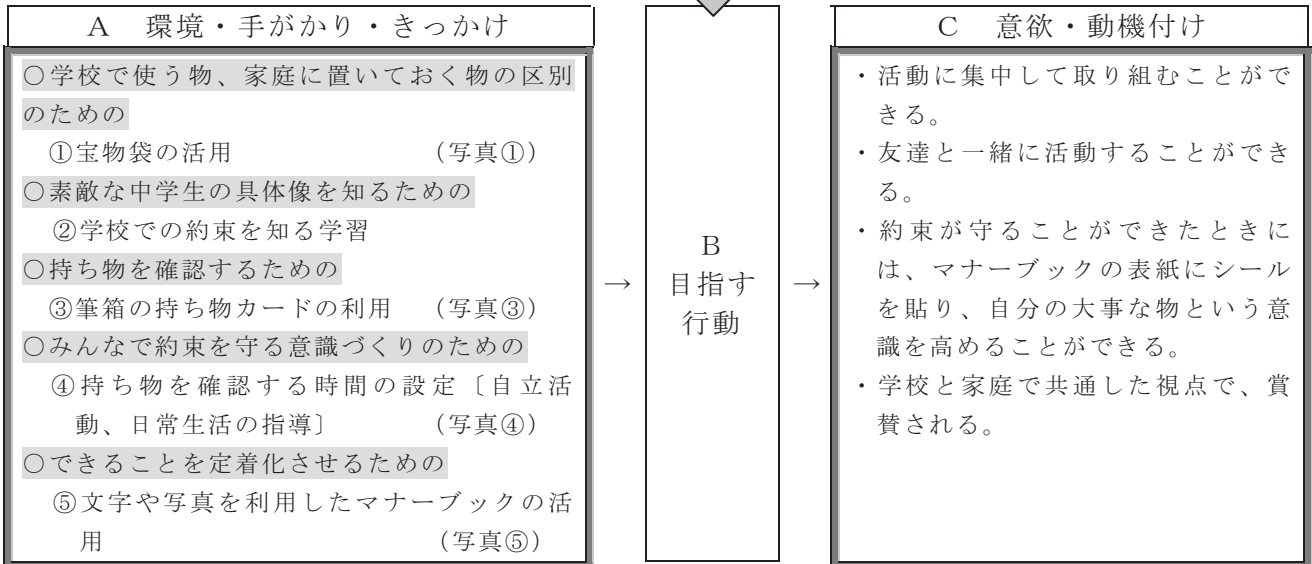 A 環境・手がかり・きっかけ
○学校で使う物、家庭に置いておく物の区別
のための
①宝物袋の活用 (写真①)
○素敵な中学生の具体像を知るための
②学校での約束を知る学習
○持ち物を確認するための
③筆箱の持ち物カードの利用 (写真③)
○みんなで約束を守る意識づくりのための
④持ち物を確認する時間の設定〔自立活
動、日常生活の指導〕 (写真④)
○できることを定着化させるための
⑤文字や写真を利用したマナーブックの活
用 (写真⑤)
→
B
目指す
行動
→
C 意欲・動機付け
・活動に集中して取り組むことがで
きる。
・友達と一緒に活動することができ
る。
・約束が守ることができたときに
は、マナーブックの表紙にシール
を貼り、自分の大事な物という意
識を高めることができる。
・学校と家庭で共通した視点で、賞
賛される。